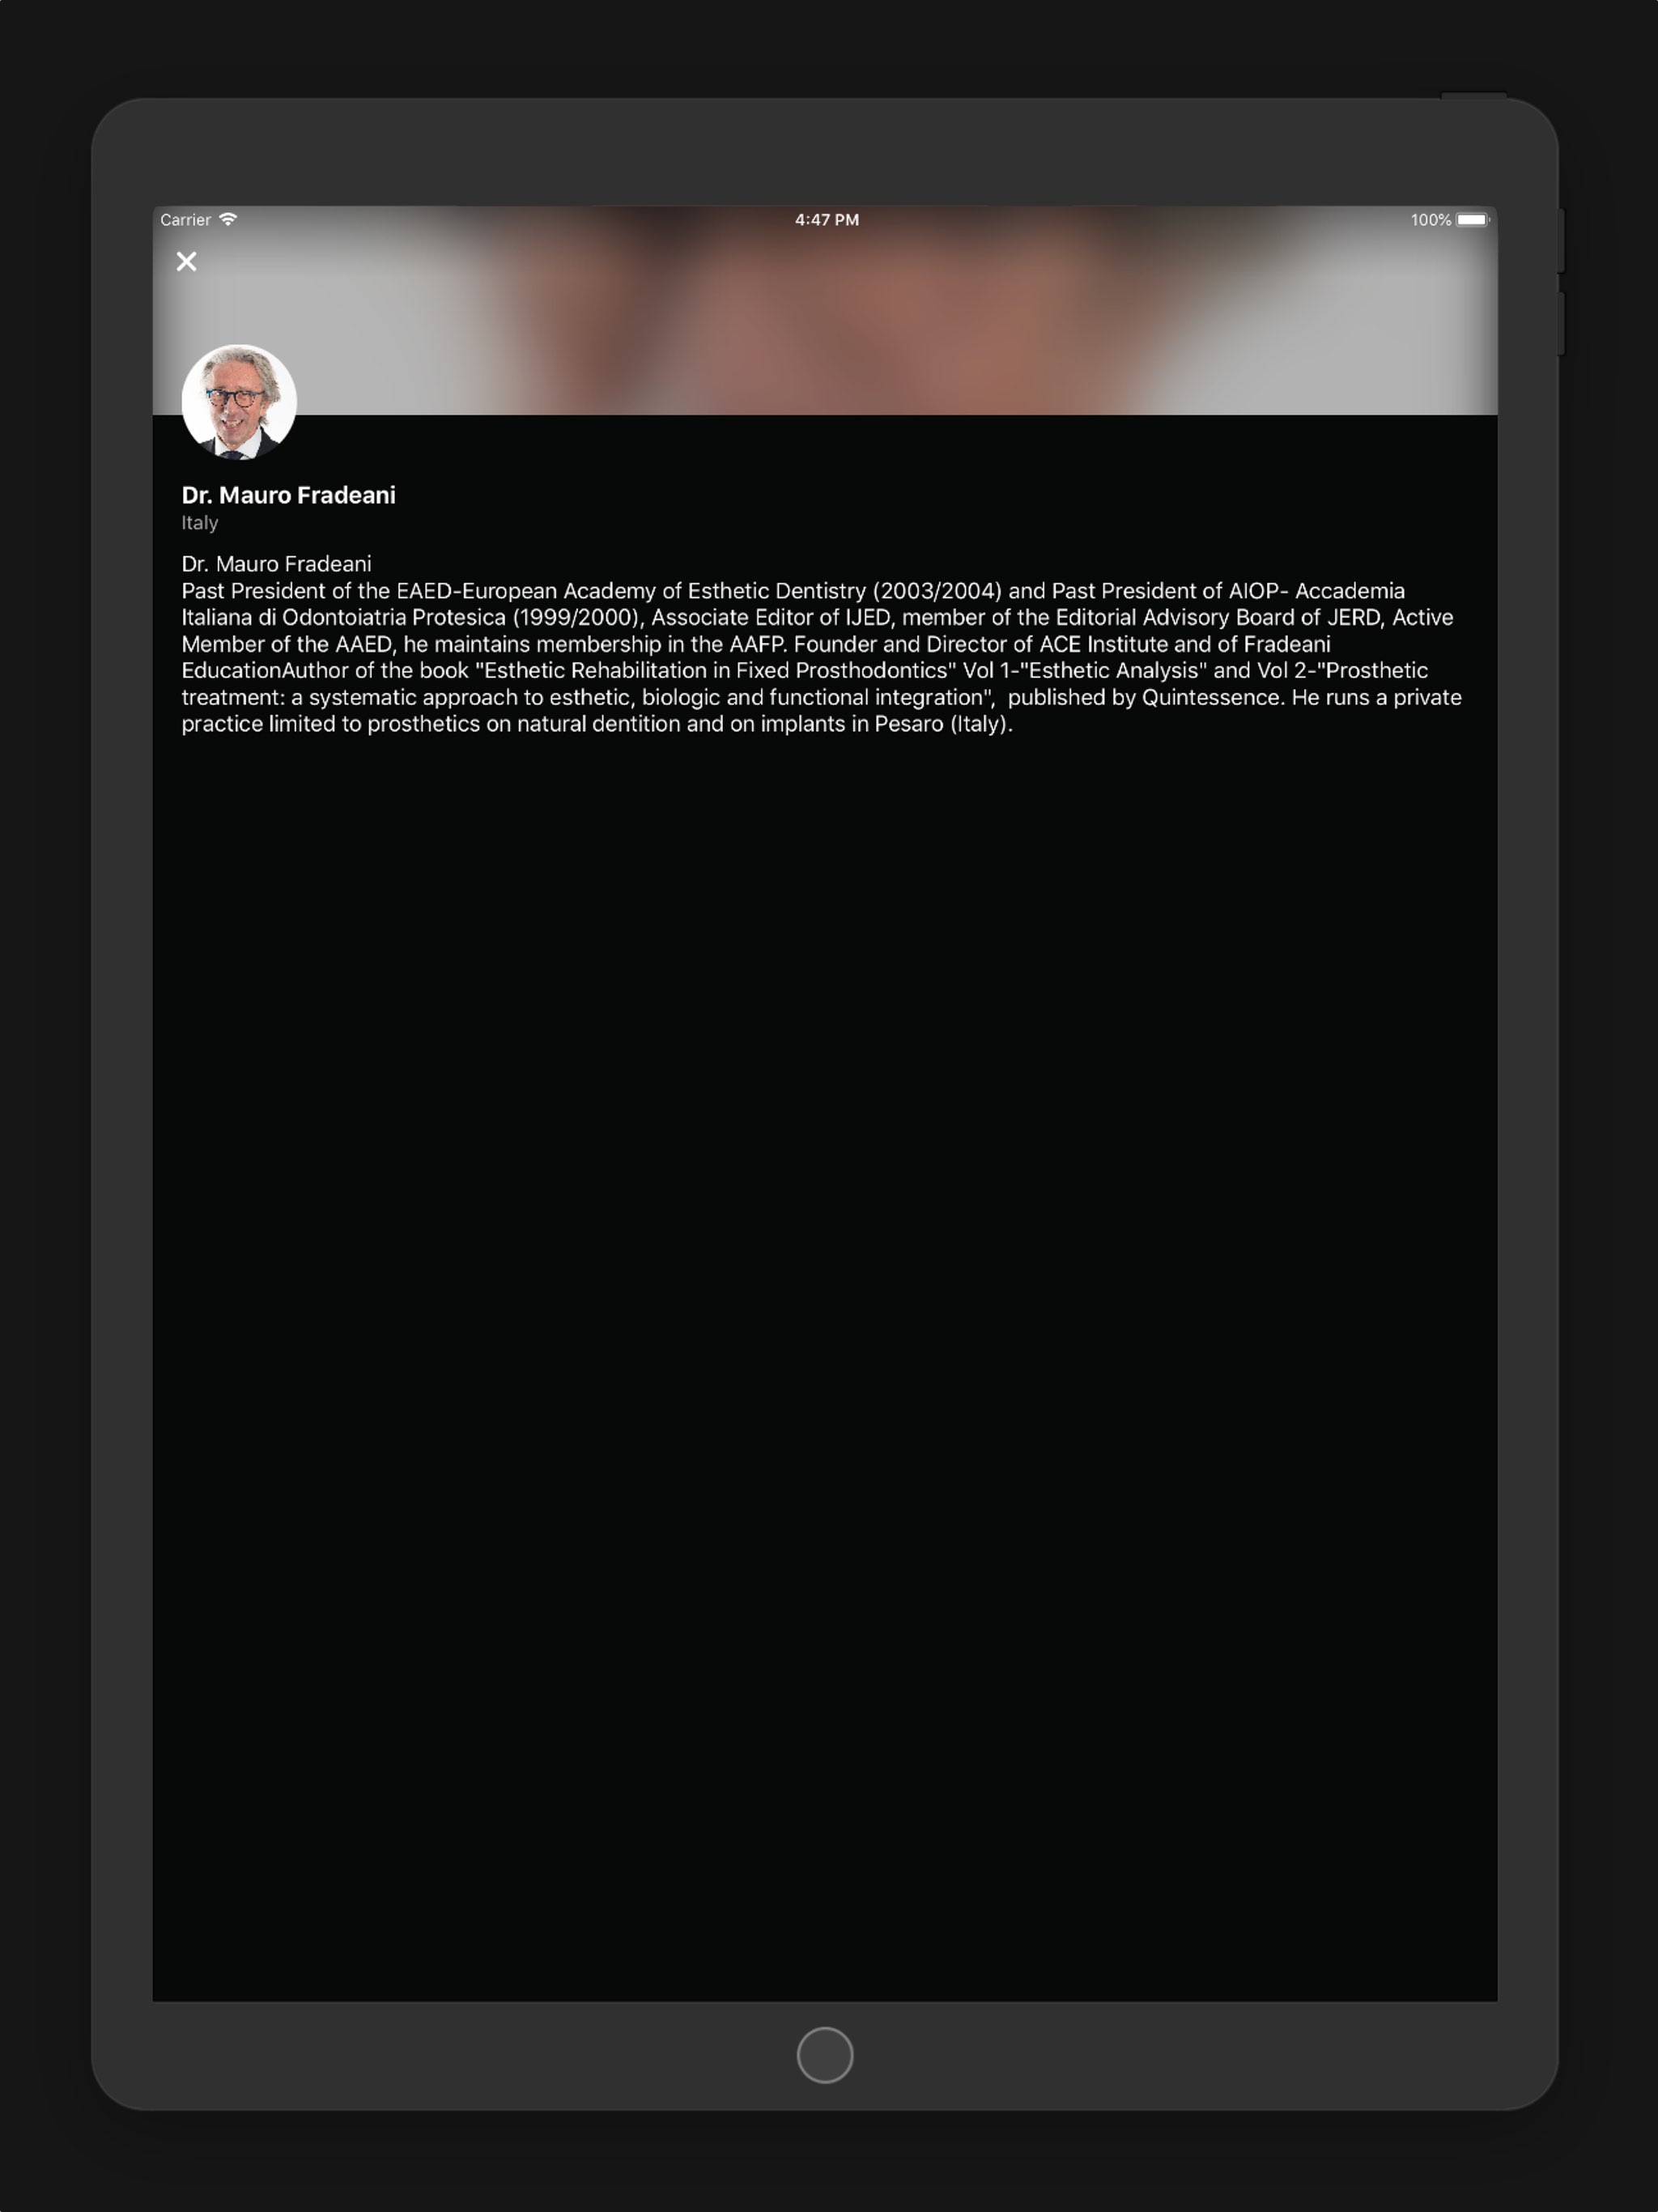 Carrier 4:47 PM 100%
Dr. Mauro Fradeani
Italy
Dr. Mauro Fradeani
Past President of the EAED-European Academy of Esthetic Dentistry (2003/2004) and Past President of AIOP- Accademia
Italiana di Odontoiatria Protesica (1999/2000), Associate Editor of IJED, member of the Editorial Advisory Board of JERD, Active
Member of the AAED, he maintains membership in the AAFP. Founder and Director of ACE Institute and of Fradeani
EducationAuthor of the book "Esthetic Rehabilitation in Fixed Prosthodontics" Vol 1-"Esthetic Analysis" and Vol 2-"Prosthetic
treatment: a systematic approach to esthetic, biologic and functional integration",  published by Quintessence. He runs a private
practice limited to prosthetics on natural dentition and on implants in Pesaro (Italy).